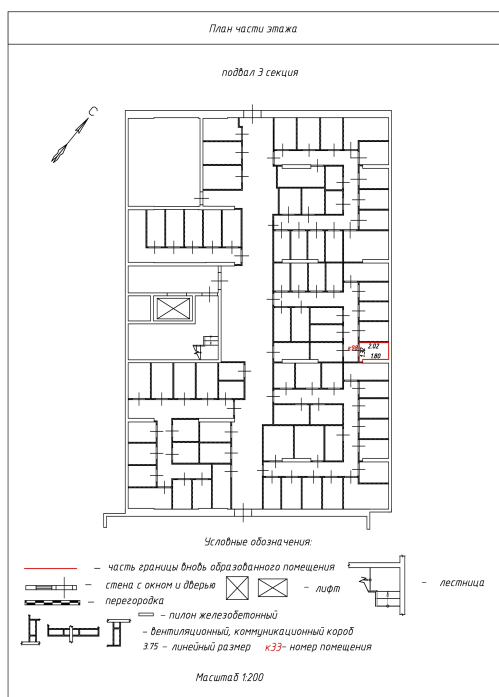 План части этажа
подвал 3 секция
С
2.02
1.80
Условные обозначения:
– часть границы вновь образованного помещения
– стена с окном и дверью
– лифт
– лестница
– перегородка
– пилон железобетонный
– вентиляционный, коммуникационный короб
3.75 – линейный размер к33– номер помещения
Масштаб 1:200